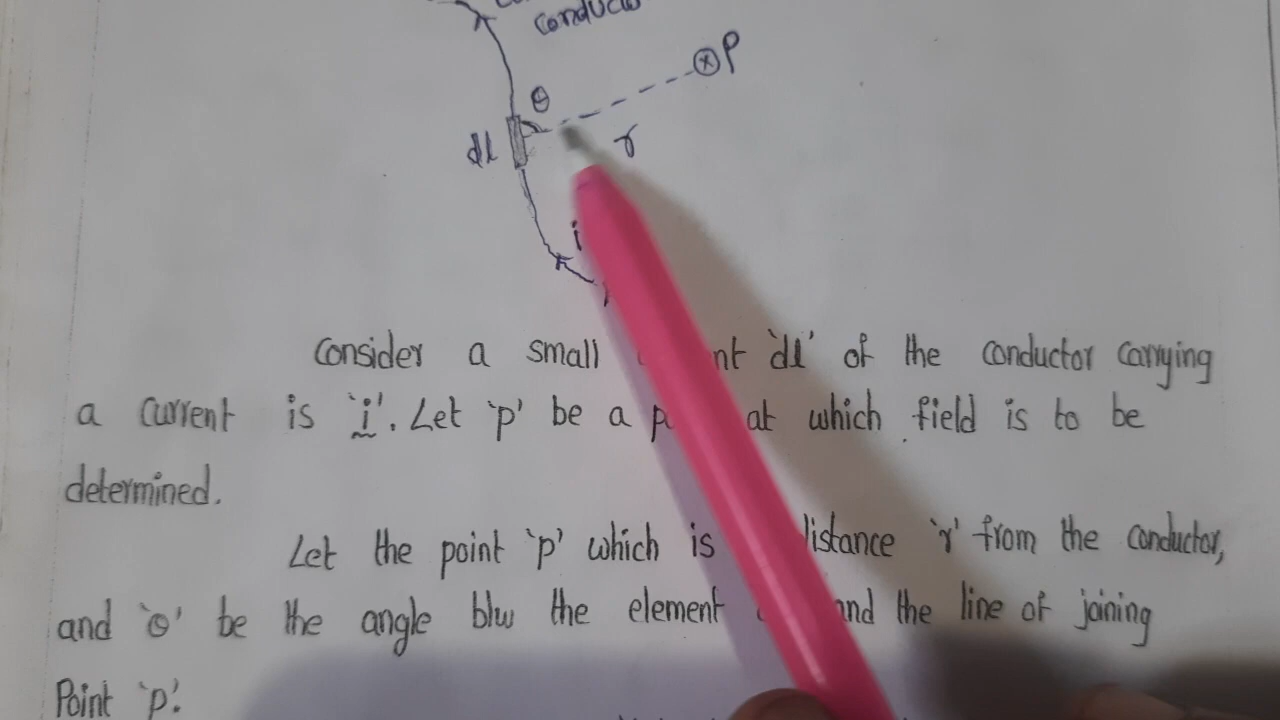 conduc
P
θ
dl
r
i
Consider a small nt 'dl' of the conductor carrying
a current is 'i'. Let 'p' be a p at which field is to be
determined.
Let the point 'p' which is distance 'r' from the conductor,
and 'θ' be the angle b/w the element and the line of joining
Point 'p'.